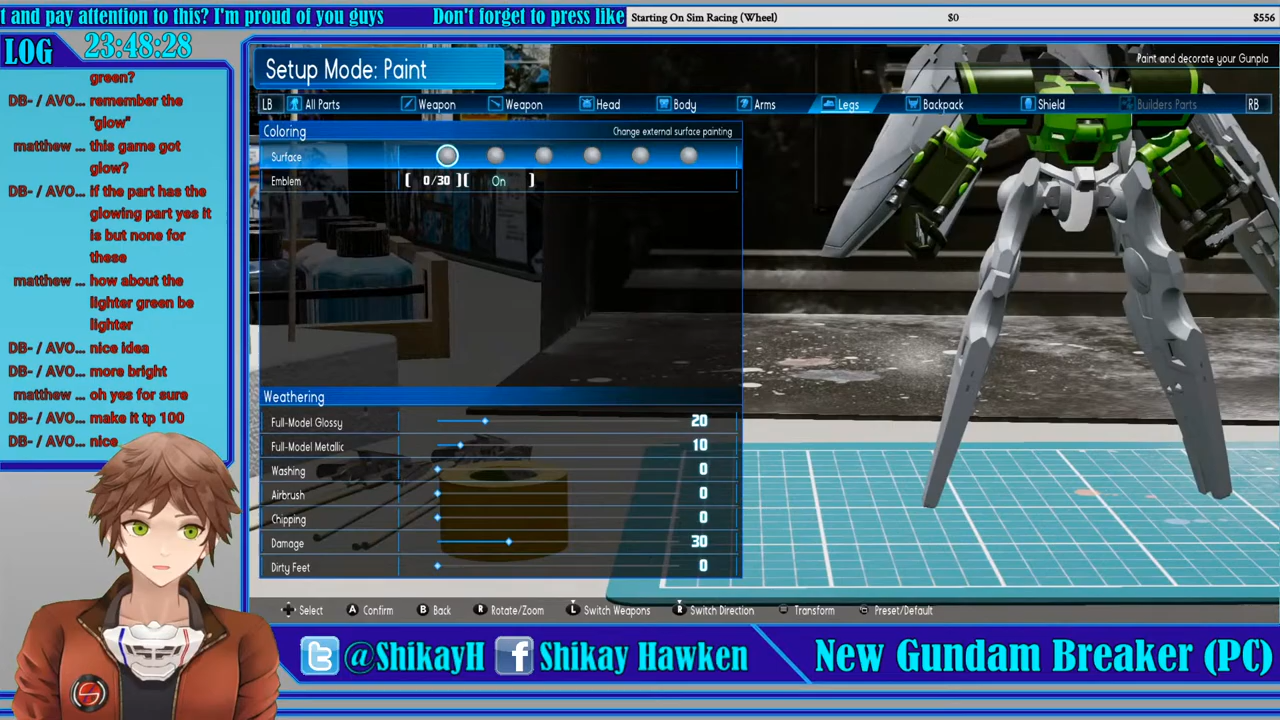 t and pay attention to this? I'm proud of you guys Don't forget to press like
Starting On Sim Racing (Wheel) $0 $556
LOG 23:48:28
green?
DB- / AVO... remember the
"glow"
matthew ... this game got
glow?
DB- / AVO... if the part has the
glowing part yes it
is but none for
these
matthew ... how about the
lighter green be
lighter
DB- / AVO... nice idea
DB- / AVO... more bright
matthew ... oh yes for sure
DB- / AVO... make it tp 100
DB- / AVO... nice
Setup Mode: Paint
Paint and decorate your Gunpla
LB All Parts Weapon Weapon Head Body Arms Legs Backpack Shield Builders Parts RB
Coloring Change external surface painting
Surface
Emblem [ 0/30 ][ On ]
Weathering
Full-Model Glossy 20
Full-Model Metallic 10
Washing 0
Airbrush 0
Chipping 0
Damage 30
Dirty Feet 0
Select A Confirm B Back R Rotate/Zoom L Switch Weapons R Switch Direction Transform Preset/Default
@ShikayH f Shikay Hawken New Gundam Breaker (PC)